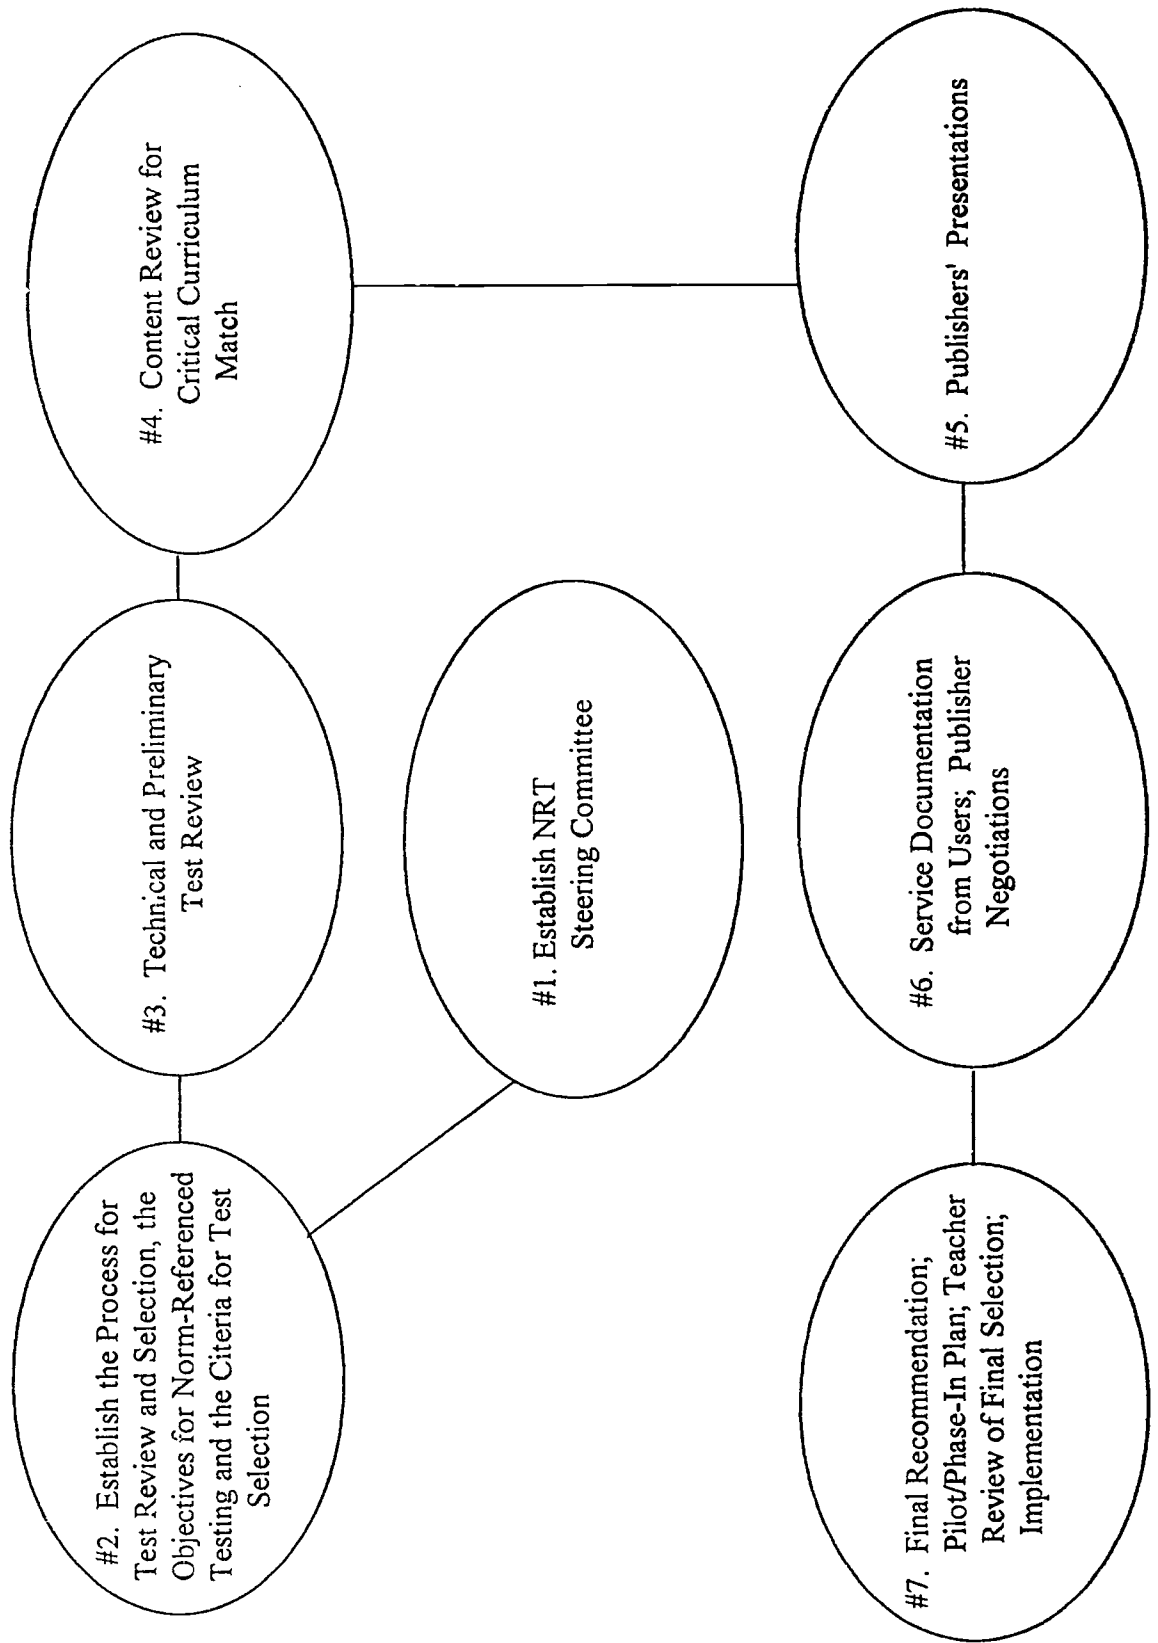 #1. Establish NRT
Steering Committee
#2. Establish the Process for
Test Review and Selection, the
Objectives for Norm-Referenced
Testing and the Citeria for Test
Selection
#3. Technical and Preliminary
Test Review
#4. Content Review for
Critical Curriculum
Match
#5. Publishers' Presentations
#6. Service Documentation
from Users; Publisher
Negotiations
#7. Final Recommendation;
Pilot/Phase-In Plan; Teacher
Review of Final Selection;
Implementation